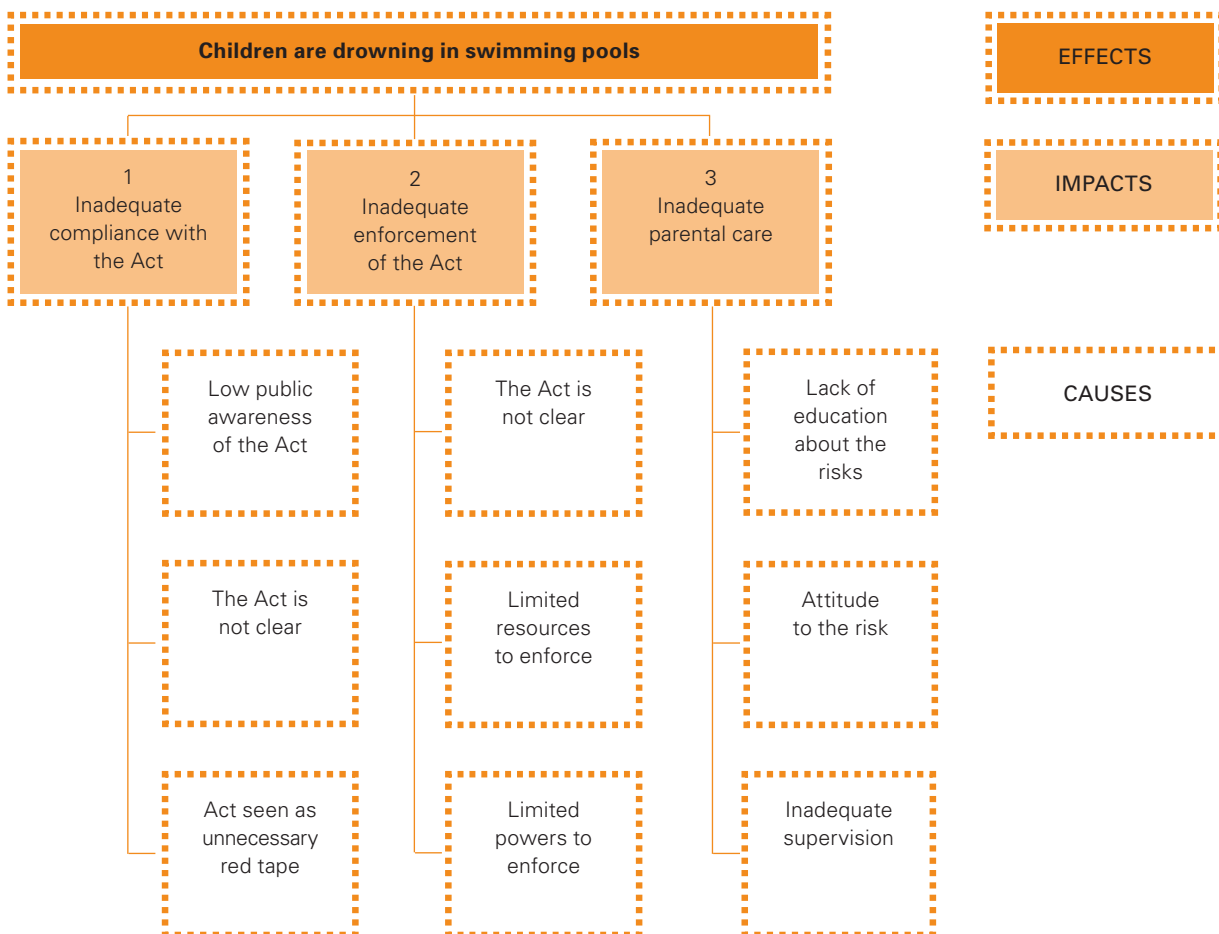 Children are drowning in swimming pools
EFFECTS
1
Inadequate
compliance with
the Act
2
Inadequate
enforcement
of the Act
3
Inadequate
parental care
IMPACTS
Low public
awareness
of the Act
The Act is
not clear
Lack of
education
about the
risks
CAUSES
The Act is
not clear
Limited
resources
to enforce
Attitude
to the risk
Act seen as
unnecessary
red tape
Limited
powers to
enforce
Inadequate
supervision